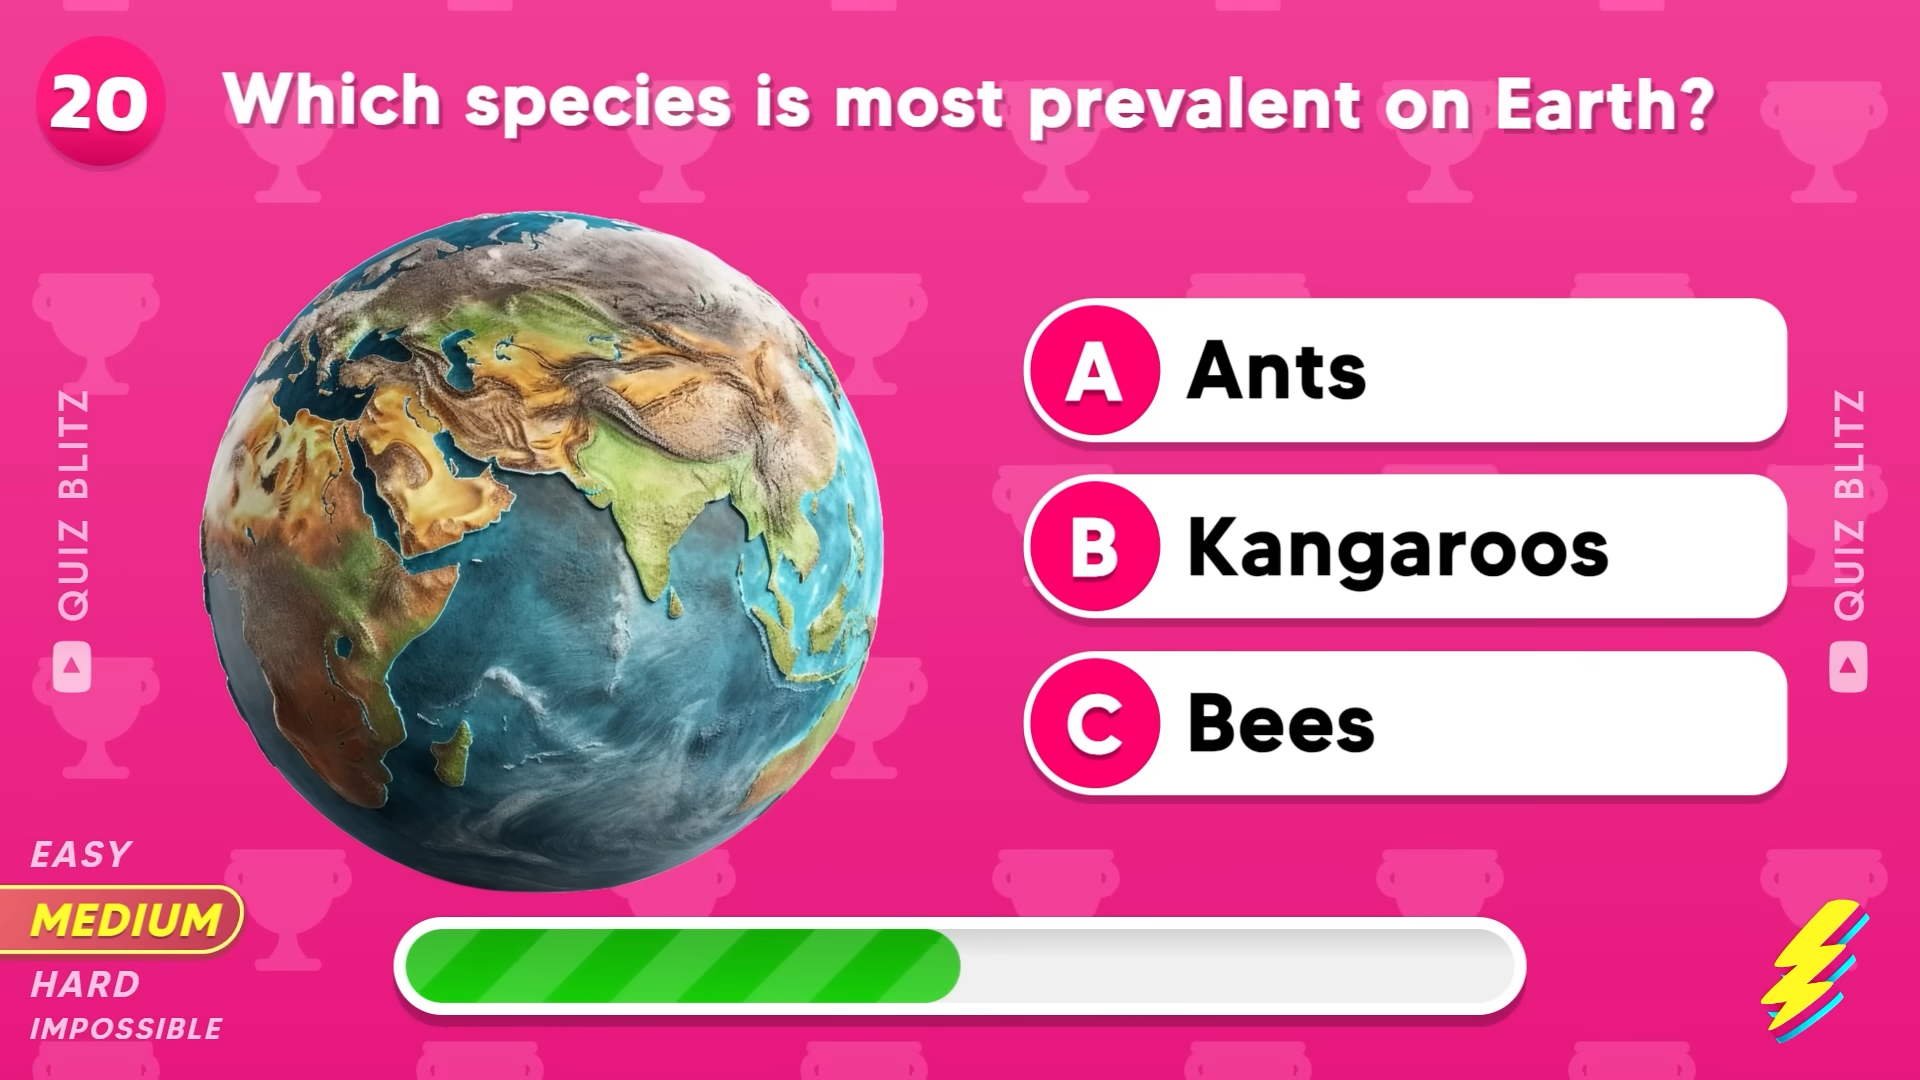 20
Which species is most prevalent on Earth?
A Ants
B Kangaroos
C Bees
QUIZ BLITZ
QUIZ BLITZ
EASY
MEDIUM
HARD
IMPOSSIBLE